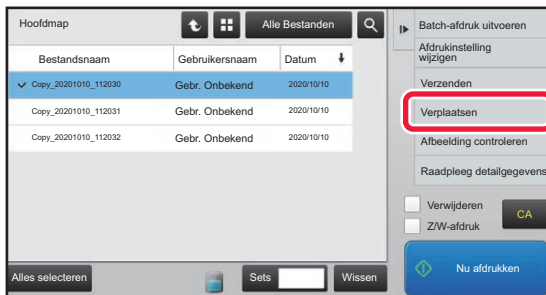 Hoofdmap
Alle Bestanden
Bestandsnaam Gebruikersnaam Datum
Copy_20201010_112030 Gebr. Onbekend 2020/10/10
Copy_20201010_112031 Gebr. Onbekend 2020/10/10
Copy_20201010_112032 Gebr. Onbekend 2020/10/10
Alles selecteren
Sets
Wissen
Batch-afdruk uitvoeren
Afdrukinstelling
wijzigen
Verzenden
Verplaatsen
Afbeelding controleren
Raadpleeg detailgegevens
Verwijderen
Z/W-afdruk
CA
Nu afdrukken